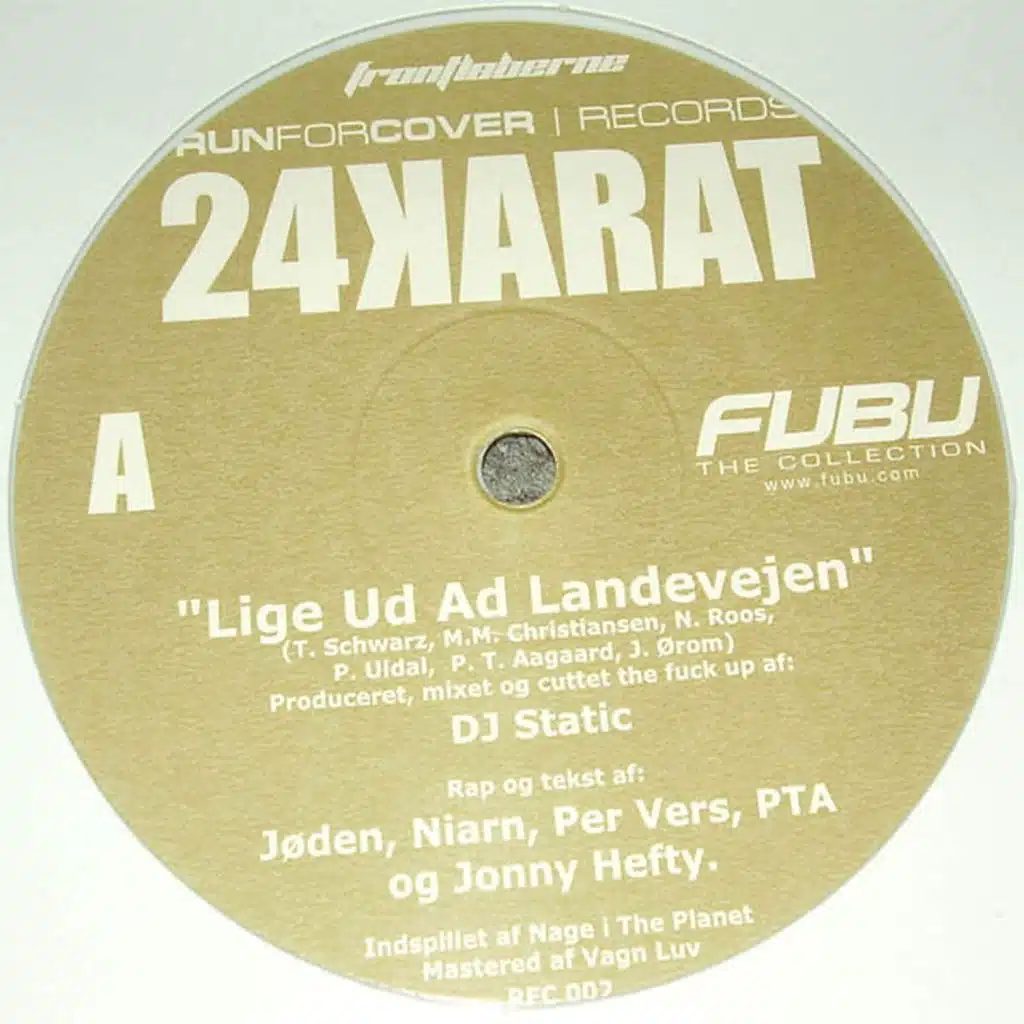 frontløberne
RUNFORCOVER | RECORDS
24KARAT
A
FUBU
THE COLLECTION
www.fubu.com
"Lige Ud Ad Landevejen"
(T. Schwarz, M.M. Christiansen, N. Roos,
P. Uldal, P. T. Aagaard, J. Ørom)
Produceret, mixet og cuttet the fuck up af:
DJ Static
Rap og tekst af:
Jøden, Niarn, Per Vers, PTA
og Jonny Hefty.
Indspillet af Nage i The Planet
Mastered af Vagn Luv
RFC 002